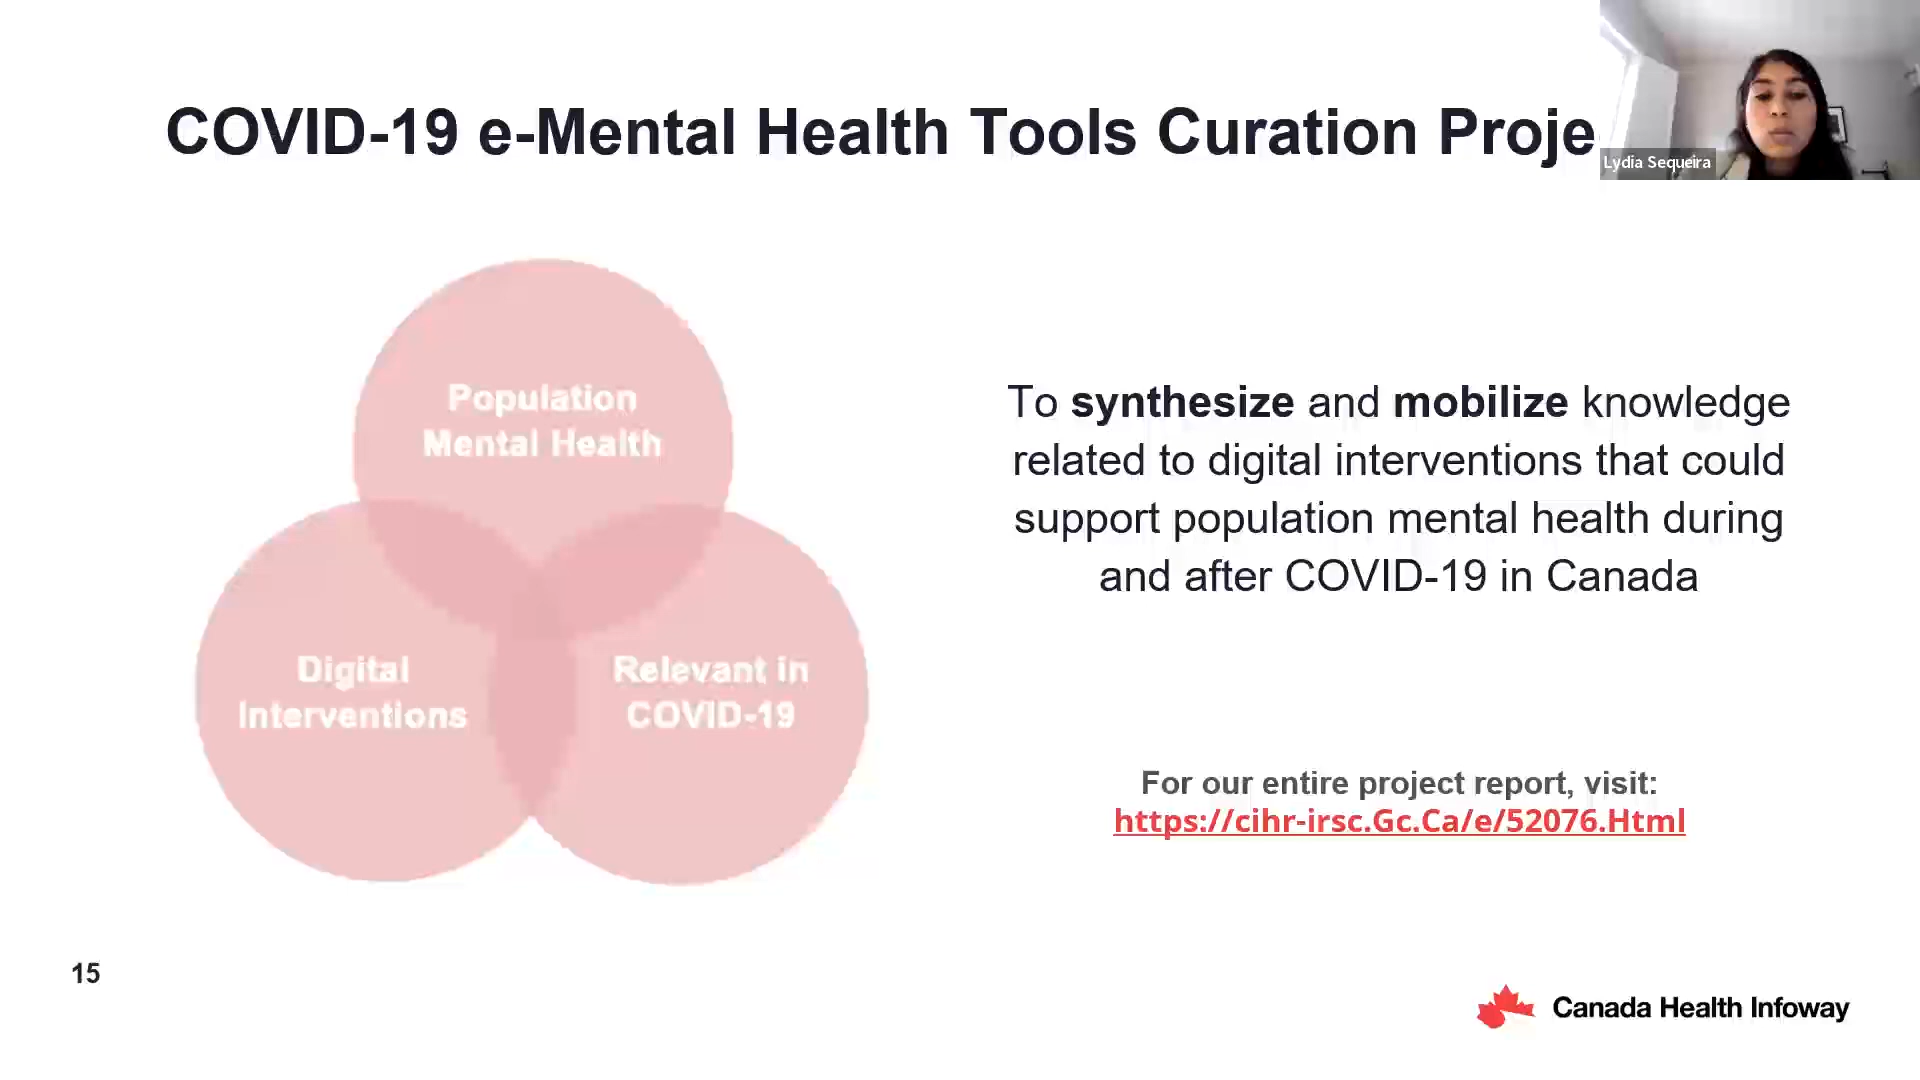 COVID-19 e-Mental Health Tools Curation Proje
Lydia Sequeira
Population
Mental Health
Digital
Interventions
Relevant in
COVID-19
To synthesize and mobilize knowledge
related to digital interventions that could
support population mental health during
and after COVID-19 in Canada
For our entire project report, visit:
https://cihr-irsc.Gc.Ca/e/52076.Html
15
Canada Health Infoway